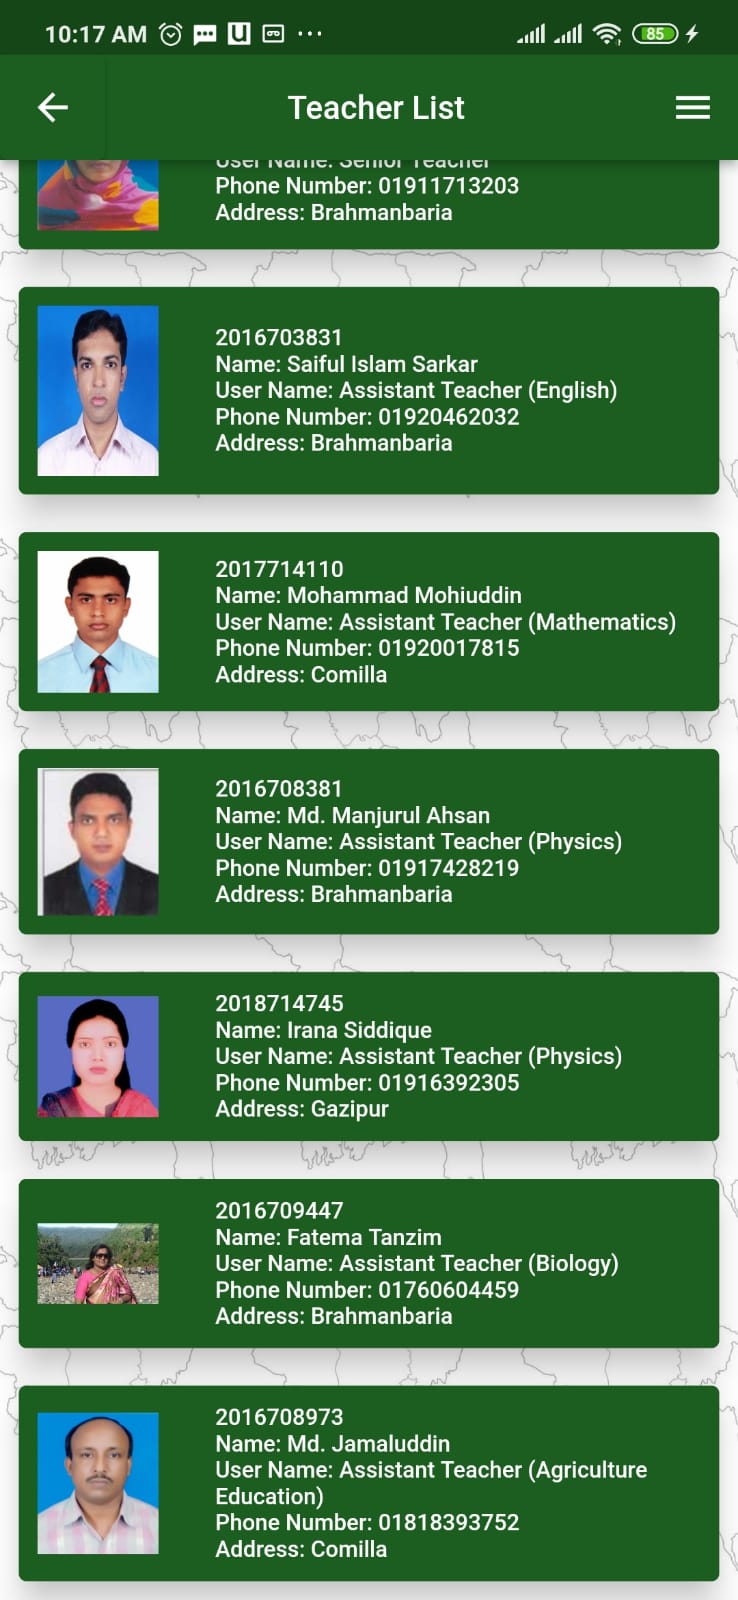 10:17 AM
85
Teacher List
User Name: Senior Teacher
Phone Number: 01911713203
Address: Brahmanbaria
2016703831
Name: Saiful Islam Sarkar
User Name: Assistant Teacher (English)
Phone Number: 01920462032
Address: Brahmanbaria
2017714110
Name: Mohammad Mohiuddin
User Name: Assistant Teacher (Mathematics)
Phone Number: 01920017815
Address: Comilla
2016708381
Name: Md. Manjurul Ahsan
User Name: Assistant Teacher (Physics)
Phone Number: 01917428219
Address: Brahmanbaria
2018714745
Name: Irana Siddique
User Name: Assistant Teacher (Physics)
Phone Number: 01916392305
Address: Gazipur
2016709447
Name: Fatema Tanzim
User Name: Assistant Teacher (Biology)
Phone Number: 01760604459
Address: Brahmanbaria
2016708973
Name: Md. Jamaluddin
User Name: Assistant Teacher (Agriculture
Education)
Phone Number: 01818393752
Address: Comilla